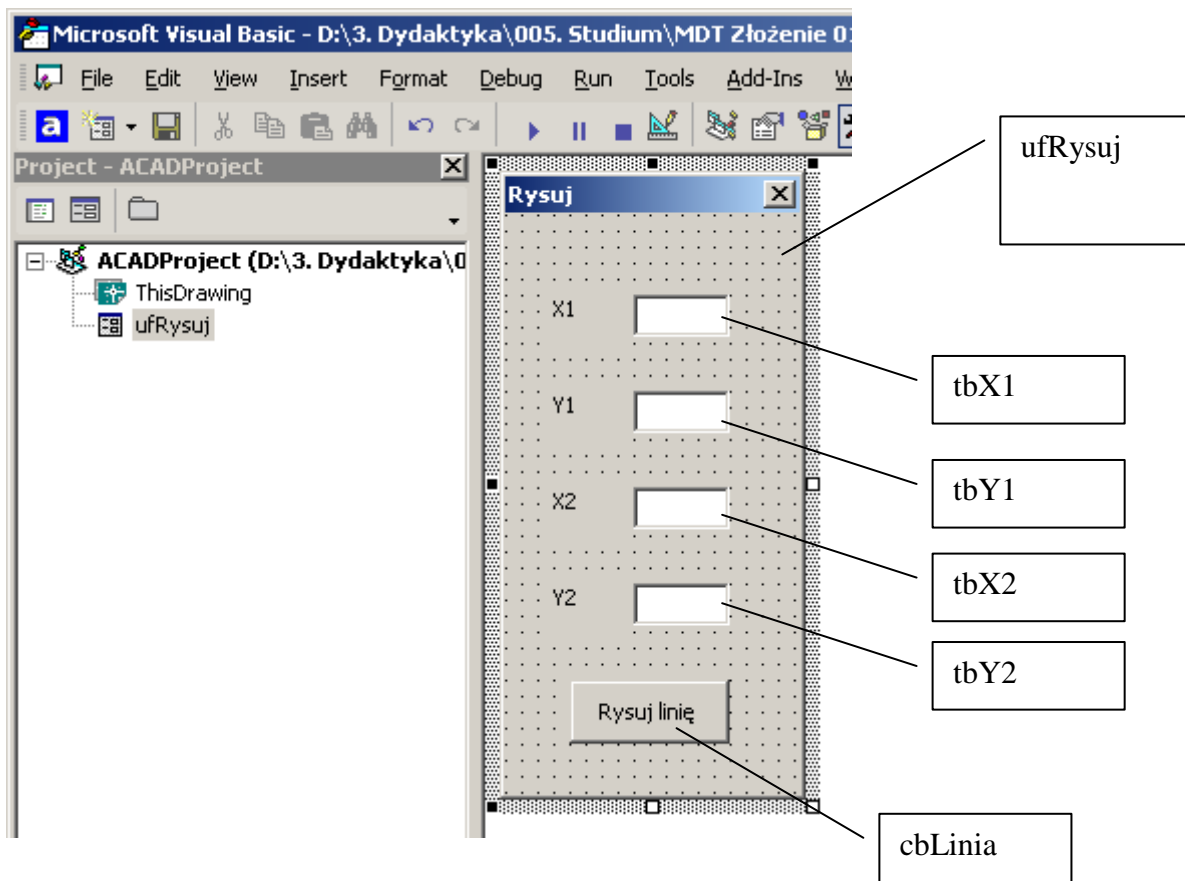 Microsoft Visual Basic - D:\3. Dydaktyka\005. Studium\MDT Złożenie 01
File Edit View Insert Format Debug Run Tools Add-Ins
Project - ACADProject
ACADProject (D:\3. Dydaktyka\0
ThisDrawing
ufRysuj
Rysuj
X1
Y1
X2
Y2
Rysuj linię
ufRysuj
tbX1
tbY1
tbX2
tbY2
cbLinia